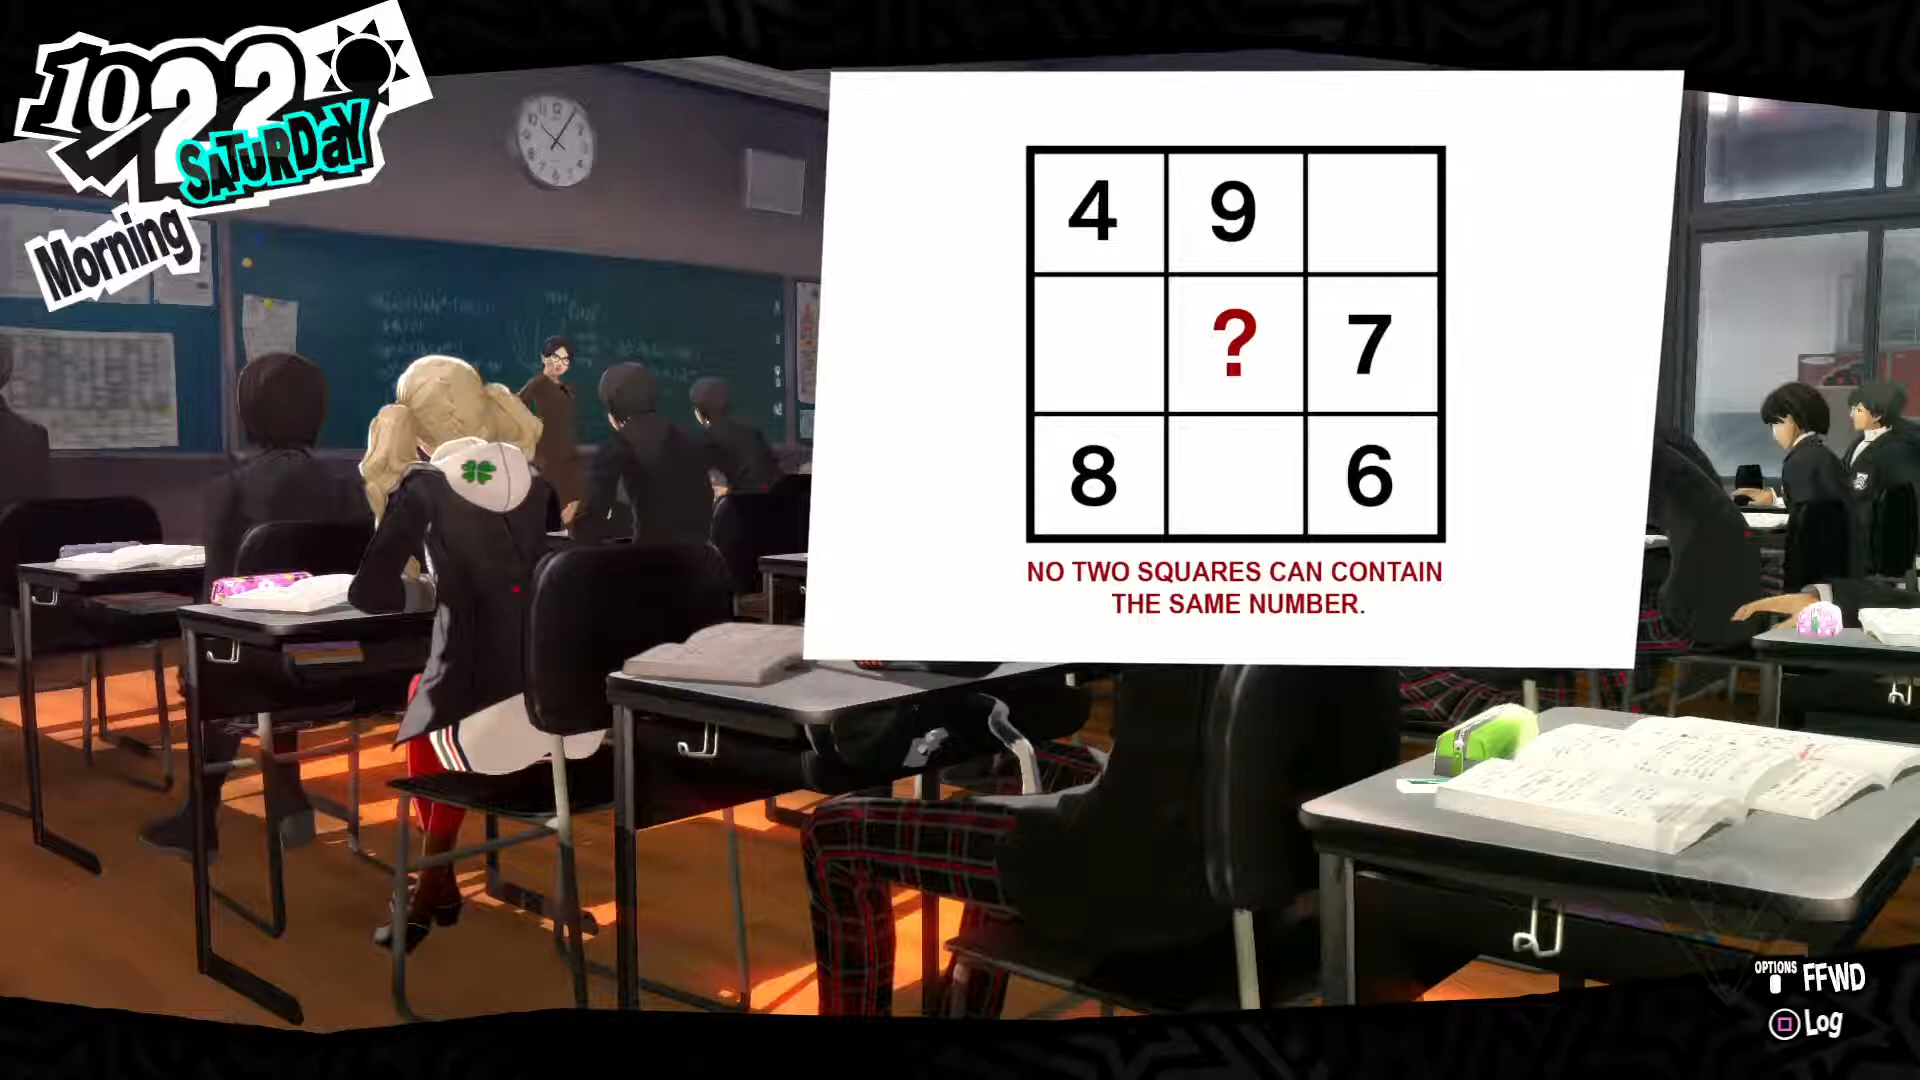 10/22
SATURDAY
Morning
4 9
? 7
8 6
NO TWO SQUARES CAN CONTAIN
THE SAME NUMBER.
OPTIONS FFWD
Log